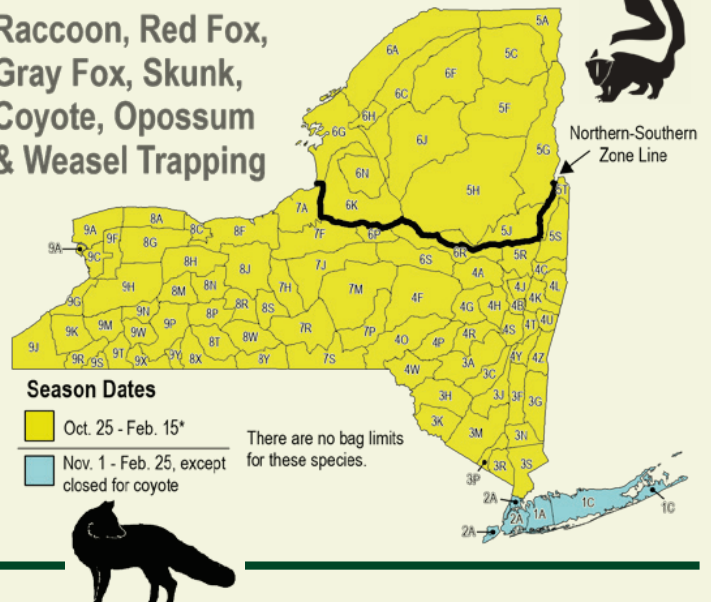 Raccoon, Red Fox,
Gray Fox, Skunk,
Coyote, Opossum
& Weasel Trapping
Northern-Southern
Zone Line
5A
6A
5C
6F
6C
5F
6H
6G
6J
5G
6N
5H
5T
6K
7A
5J
9A
8A
8C
8F
7F
6P
5S
9F
8G
6R
5R
9A
9C
6S
8H
8J
7J
4A
4C
9H
8M
8N
7H
7M
4J
4L
9G
8R
8S
4F
4G
4H
4B
4K
9N
8P
9K
9M
9W
9P
7R
7P
4R
4S
4T
4U
8T
8W
4O
4P
9J
9R
9S
9T
9X
9Y
8X
8Y
7S
4W
3A
3C
4Y
4Z
3H
3J
3F
3G
3K
3M
3N
3P
3R
3S
2A
2A
1A
1C
1C
2A
Season Dates
Oct. 25 - Feb. 15*
Nov. 1 - Feb. 25, except
closed for coyote
There are no bag limits
for these species.